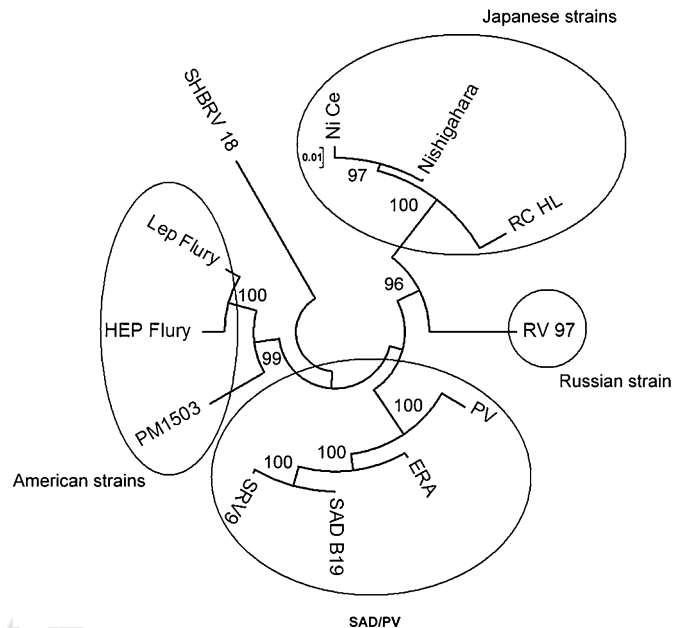 Japanese strains
SHBRV 18
Ni Ce
Nishigahara
0.01
97
100
RC HL
Lep Flury
100
96
HEP Flury
RV 97
99
Russian strain
PM1503
100
PV
American strains
100
100
ERA
SRV9
SAD B19
SAD/PV